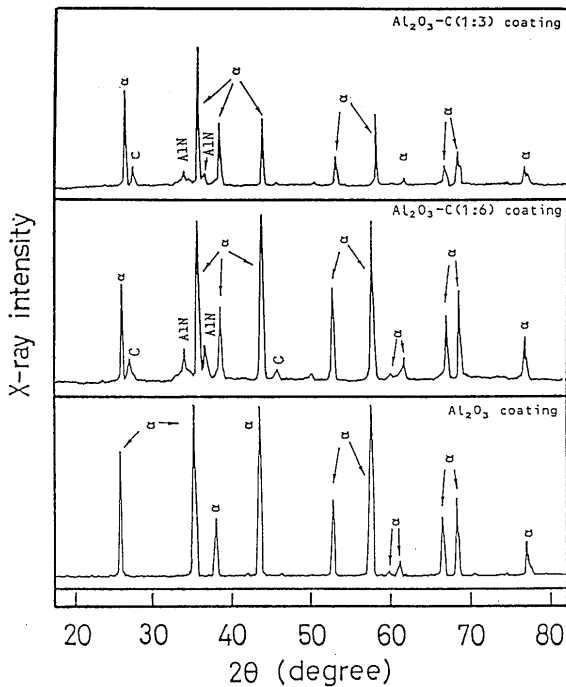 Al₂O₃-C(1:3) coating
α
α
α
α
α
α
C
AlN
AlN
Al₂O₃-C(1:6) coating
α
α
α
α
α
α
C
AlN
AlN
C
Al₂O₃ coating
α
α
α
α
α
α
α
X-ray intensity
20 30 40 50 60 70 80
2θ (degree)